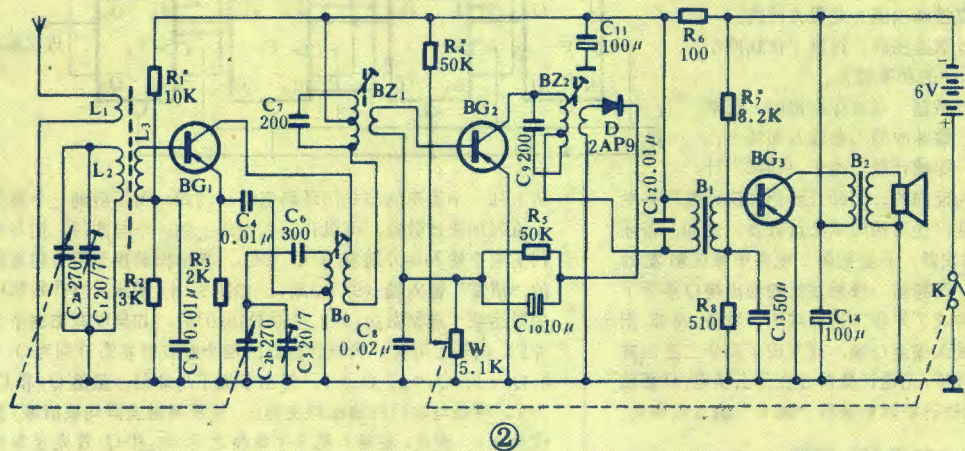 R₁* 10K
L₁
L₂
L₃
BG₁
C₁ₐ 270
C₂ 20/7
R₂ 3K
C₃ 0.01μ
R₃ 2K
C₄ 0.01μ
C₆ 300
C₇ 200
BZ₁
C₂b 270
C₅ 20/7
B₀
C₈ 0.02μ
R₄* 50K
BG₂
W 5.1K
R₅ 50K
C₁₀ 10μ
C₉ 200
BZ₂
C₁₁ 100μ
D 2AP9
C₁₂ 0.01μ
B₁
R₆ 100
R₇* 8.2K
BG₃
R₈ 510
C₁₃ 50μ
C₁₄ 100μ
B₂
6V
K
②